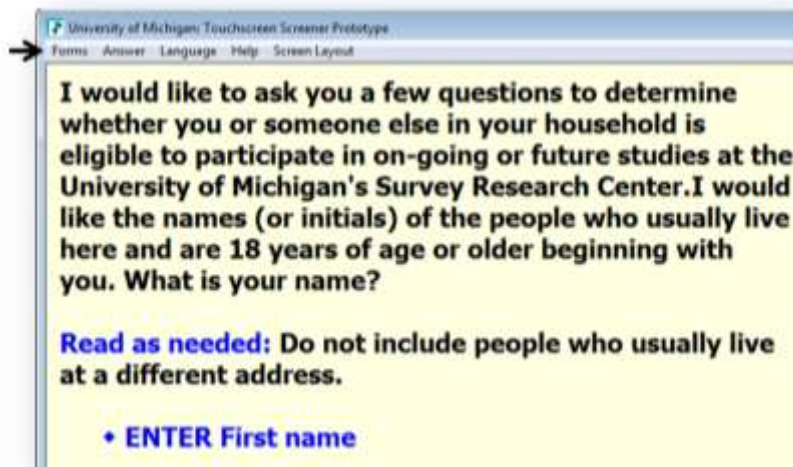 University of Michigan: Touchscreen Screener Prototype
Forms Answer Language Help Screen Layout
I would like to ask you a few questions to determine
whether you or someone else in your household is
eligible to participate in on-going or future studies at the
University of Michigan's Survey Research Center.I would
like the names (or initials) of the people who usually live
here and are 18 years of age or older beginning with
you. What is your name?
Read as needed: Do not include people who usually live
at a different address.
• ENTER First name